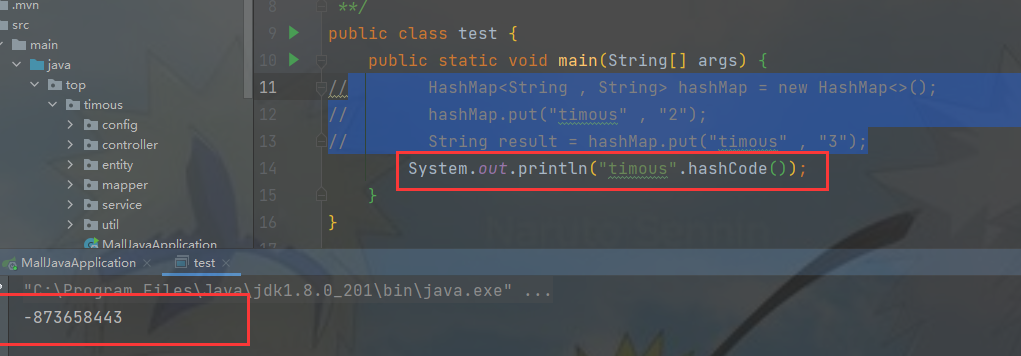 .mvn
src
main
java
top
timous
config
controller
entity
mapper
service
util
MallJavaApplication
8 **/
9 public class test {
10 public static void main(String[] args) {
11 // HashMap<String , String> hashMap = new HashMap<>();
12 // hashMap.put("timous" , "2");
13 // String result = hashMap.put("timous" , "3");
14 System.out.println("timous".hashCode());
15 }
16 }
17
MallJavaApplication × test ×
"C:\Program Files\Java\jdk1.8.0_201\bin\java.exe" ...
-873658443